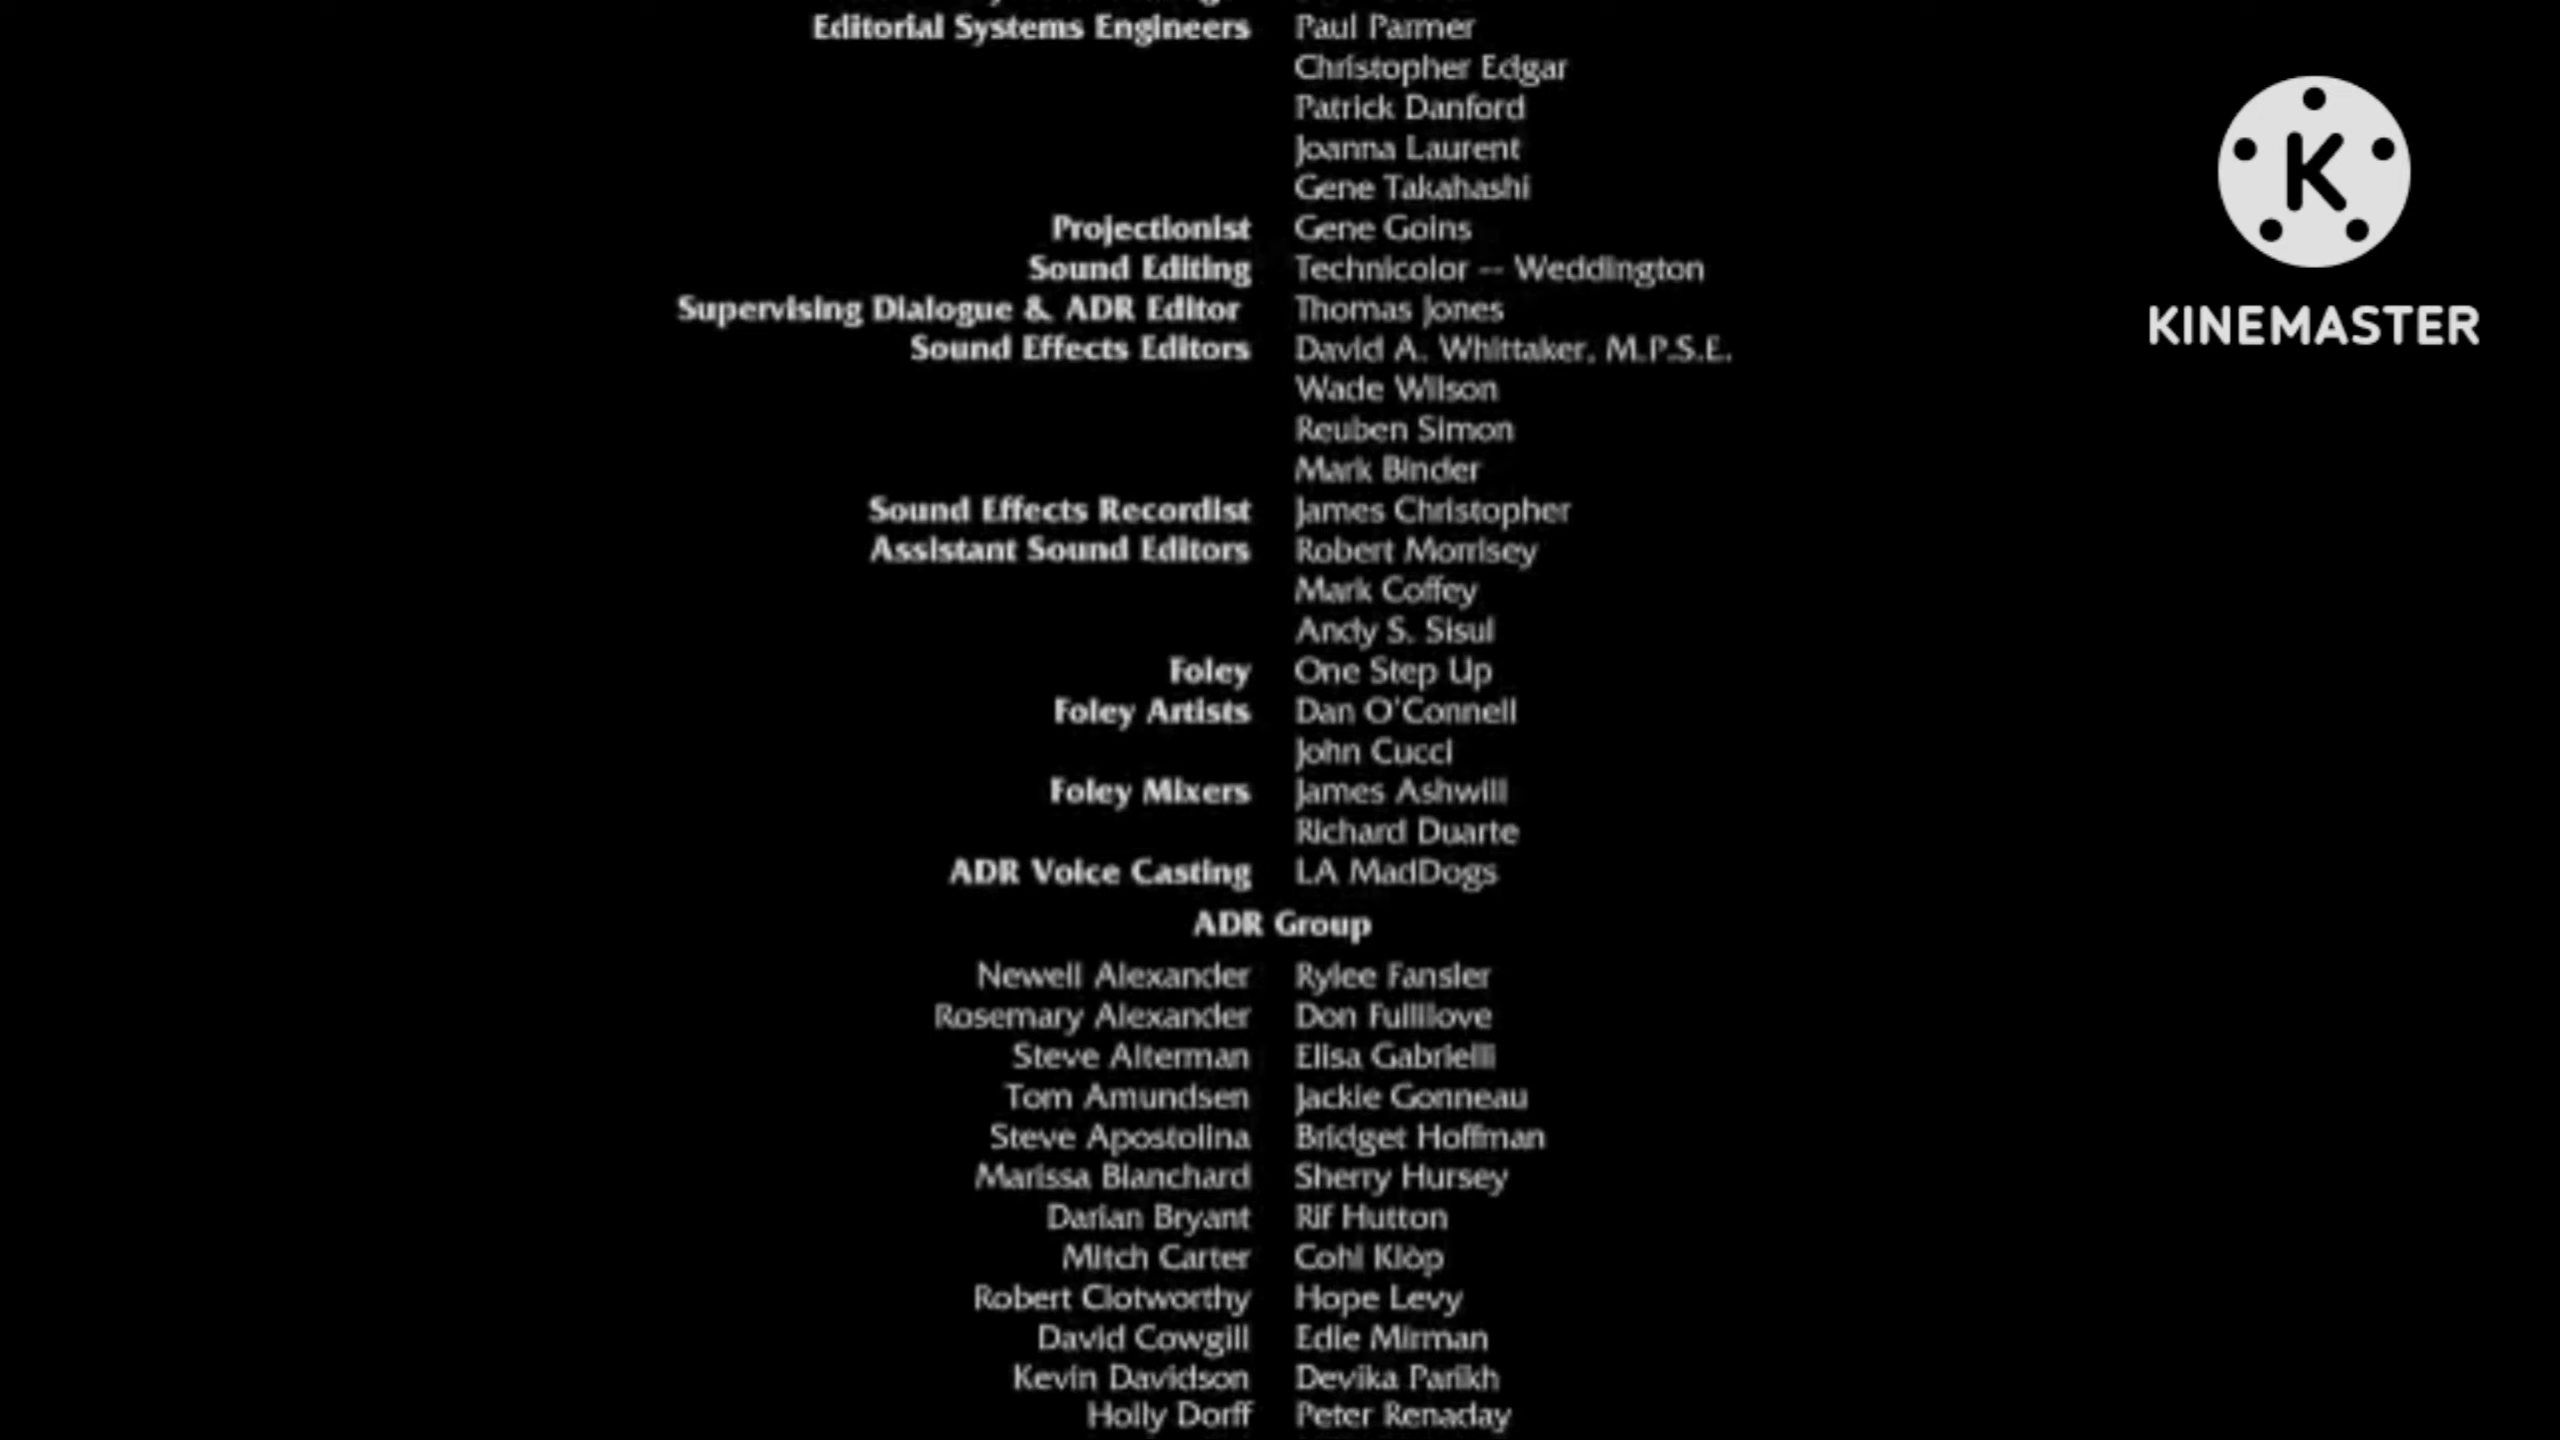 Editorial Systems Engineers Paul Parmer
Christopher Edgar
Patrick Danford
Joanna Laurent
Gene Takahashi
Projectionist Gene Goins
Sound Editing Technicolor -- Weddington
Supervising Dialogue & ADR Editor Thomas Jones
Sound Effects Editors David A. Whittaker, M.P.S.E.
Wade Wilson
Reuben Simon
Mark Binder
Sound Effects Recordist James Christopher
Assistant Sound Editors Robert Morrisey
Mark Coffey
Andy S. Sisul
Foley One Step Up
Foley Artists Dan O'Connell
John Cucci
Foley Mixers James Ashwill
Richard Duarte
ADR Voice Casting LA MadDogs
ADR Group
Newell Alexander Rylee Fansler
Rosemary Alexander Don Fullilove
Steve Alterman Elisa Gabrielli
Tom Amundsen Jackie Gonneau
Steve Apostolina Bridget Hoffman
Marissa Blanchard Sherry Hursey
Darian Bryant Rif Hutton
Mitch Carter Cohl Klòp
Robert Clotworthy Hope Levy
David Cowgill Edie Mirman
Kevin Davidson Devika Parikh
Holly Dorff Peter Renaday
K
KINEMASTER